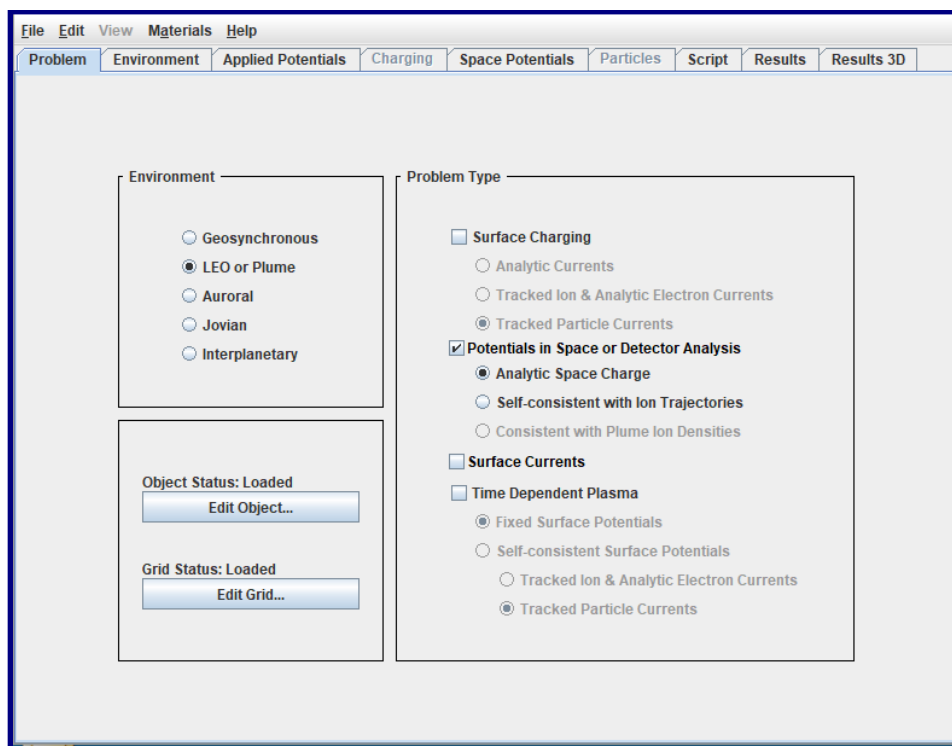 File Edit View Materials Help
Problem Environment Applied Potentials Charging Space Potentials Particles Script Results Results 3D
Environment
Geosynchronous
LEO or Plume
Auroral
Jovian
Interplanetary
Object Status: Loaded
Edit Object...
Grid Status: Loaded
Edit Grid...
Problem Type
Surface Charging
Analytic Currents
Tracked Ion & Analytic Electron Currents
Tracked Particle Currents
Potentials in Space or Detector Analysis
Analytic Space Charge
Self-consistent with Ion Trajectories
Consistent with Plume Ion Densities
Surface Currents
Time Dependent Plasma
Fixed Surface Potentials
Self-consistent Surface Potentials
Tracked Ion & Analytic Electron Currents
Tracked Particle Currents